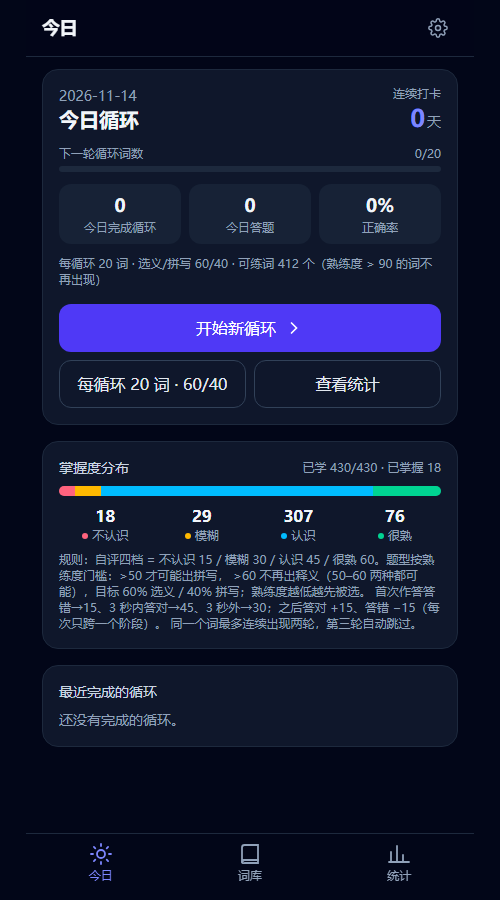 今日
2026-11-14
连续打卡
今日循环
0天
下一轮循环词数
0/20
0
0
0%
今日完成循环
今日答题
正确率
每循环 20 词 · 选义/拼写 60/40 · 可练词 412 个（熟练度 > 90 的词不
再出现）
开始新循环
每循环 20 词 · 60/40
查看统计
掌握度分布
已学 430/430 · 已掌握 18
18
29
307
76
不认识
模糊
认识
很熟
规则：自评四档 = 不认识 15 / 模糊 30 / 认识 45 / 很熟 60。题型按熟
练度门槛：>50 才可能出拼写， >60 不再出释义（50–60 两种都可
能），目标 60% 选义 / 40% 拼写；熟练度越低越先被选。 首次作答答
错→15、3 秒内答对→45、3 秒外→30；之后答对 +15、答错 −15（每
次只跨一个阶段）。 同一个词最多连续出现两轮，第三轮自动跳过。
最近完成的循环
还没有完成的循环。
今日
词库
统计